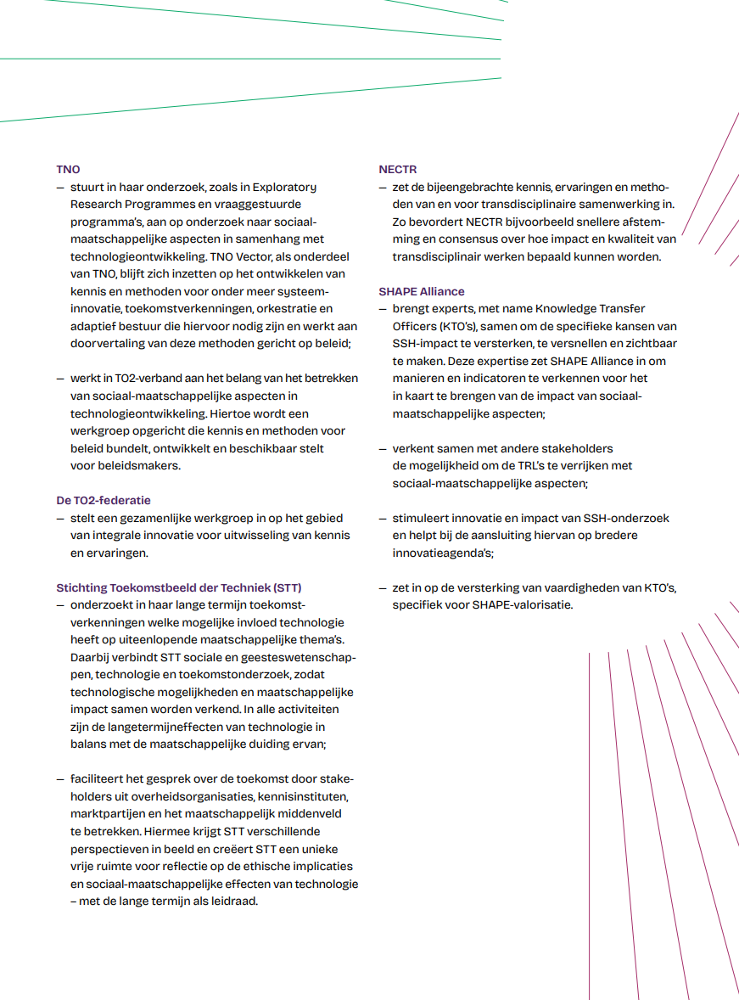 TNO
– stuurt in haar onderzoek, zoals in Exploratory
Research Programmes en vraaggestuurde
programma's, aan op onderzoek naar sociaal-
maatschappelijke aspecten in samenhang met
technologieontwikkeling. TNO Vector, als onderdeel
van TNO, blijft zich inzetten op het ontwikkelen van
kennis en methoden voor onder meer systeem-
innovatie, toekomstverkenningen, orkestratie en
adaptief bestuur die hiervoor nodig zijn en werkt aan
doorvertaling van deze methoden gericht op beleid;
– werkt in TO2-verband aan het belang van het betrekken
van sociaal-maatschappelijke aspecten in
technologieontwikkeling. Hiertoe wordt een
werkgroep opgericht die kennis en methoden voor
beleid bundelt, ontwikkelt en beschikbaar stelt
voor beleidsmakers.
De TO2-federatie
– stelt een gezamenlijke werkgroep in op het gebied
van integrale innovatie voor uitwisseling van kennis
en ervaringen.
Stichting Toekomstbeeld der Techniek (STT)
– onderzoekt in haar lange termijn toekomst-
verkenningen welke mogelijke invloed technologie
heeft op uiteenlopende maatschappelijke thema's.
Daarbij verbindt STT sociale en geesteswetenschap-
pen, technologie en toekomstonderzoek, zodat
technologische mogelijkheden en maatschappelijke
impact samen worden verkend. In alle activiteiten
zijn de langetermijneffecten van technologie in
balans met de maatschappelijke duiding ervan;
– faciliteert het gesprek over de toekomst door stake-
holders uit overheidsorganisaties, kennisinstituten,
marktpartijen en het maatschappelijk middenveld
te betrekken. Hiermee krijgt STT verschillende
perspectieven in beeld en creëert STT een unieke
vrije ruimte voor reflectie op de ethische implicaties
en sociaal-maatschappelijke effecten van technologie
– met de lange termijn als leidraad.
NECTR
– zet de bijeengebrachte kennis, ervaringen en metho-
den van en voor transdisciplinaire samenwerking in.
Zo bevordert NECTR bijvoorbeeld snellere afstem-
ming en consensus over hoe impact en kwaliteit van
transdisciplinair werken bepaald kunnen worden.
SHAPE Alliance
– brengt experts, met name Knowledge Transfer
Officers (KTO's), samen om de specifieke kansen van
SSH-impact te versterken, te versnellen en zichtbaar
te maken. Deze expertise zet SHAPE Alliance in om
manieren en indicatoren te verkennen voor het
in kaart te brengen van de impact van sociaal-
maatschappelijke aspecten;
– verkent samen met andere stakeholders
de mogelijkheid om de TRL's te verrijken met
sociaal-maatschappelijke aspecten;
– stimuleert innovatie en impact van SSH-onderzoek
en helpt bij de aansluiting hiervan op bredere
innovatieagenda's;
– zet in op de versterking van vaardigheden van KTO's,
specifiek voor SHAPE-valorisatie.